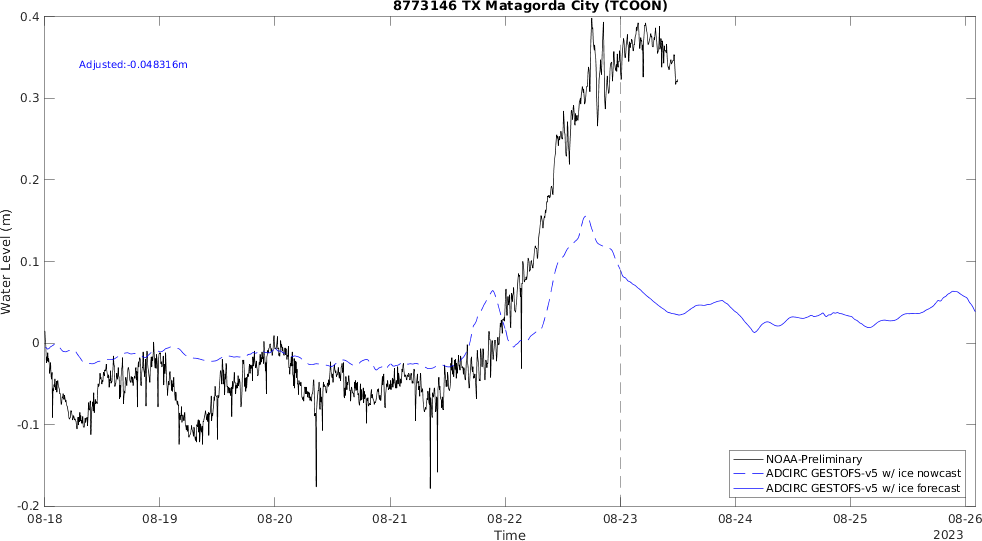 8773146 TX Matagorda City (TCOON)
Adjusted:-0.048316m
Water Level (m)
0.4
0.3
0.2
0.1
0
-0.1
-0.2
NOAA-Preliminary
ADCIRC GESTOFS-v5 w/ ice nowcast
ADCIRC GESTOFS-v5 w/ ice forecast
08-18 08-19 08-20 08-21 08-22 08-23 08-24 08-25 08-26
Time
2023